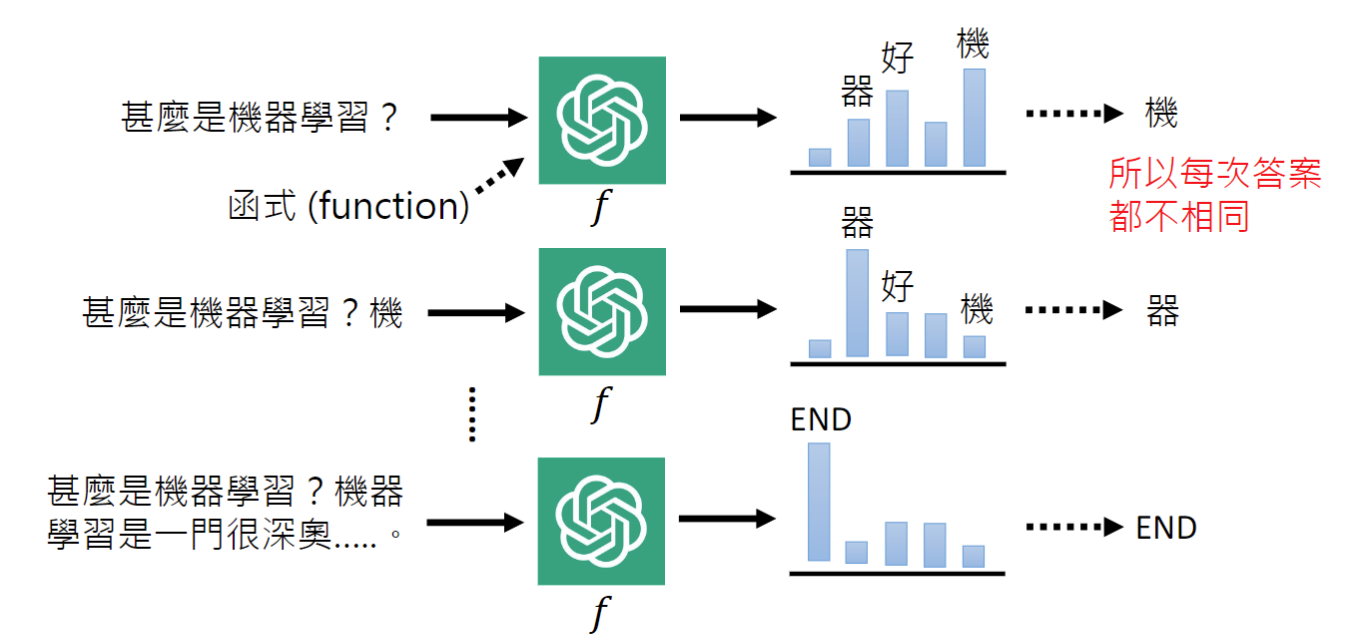 甚麼是機器學習？
函式 (function)
f
器
好
機
機
所以每次答案
都不相同
甚麼是機器學習？機
f
器
好
機
器
甚麼是機器學習？機器
學習是一門很深奧.....。
f
END
END